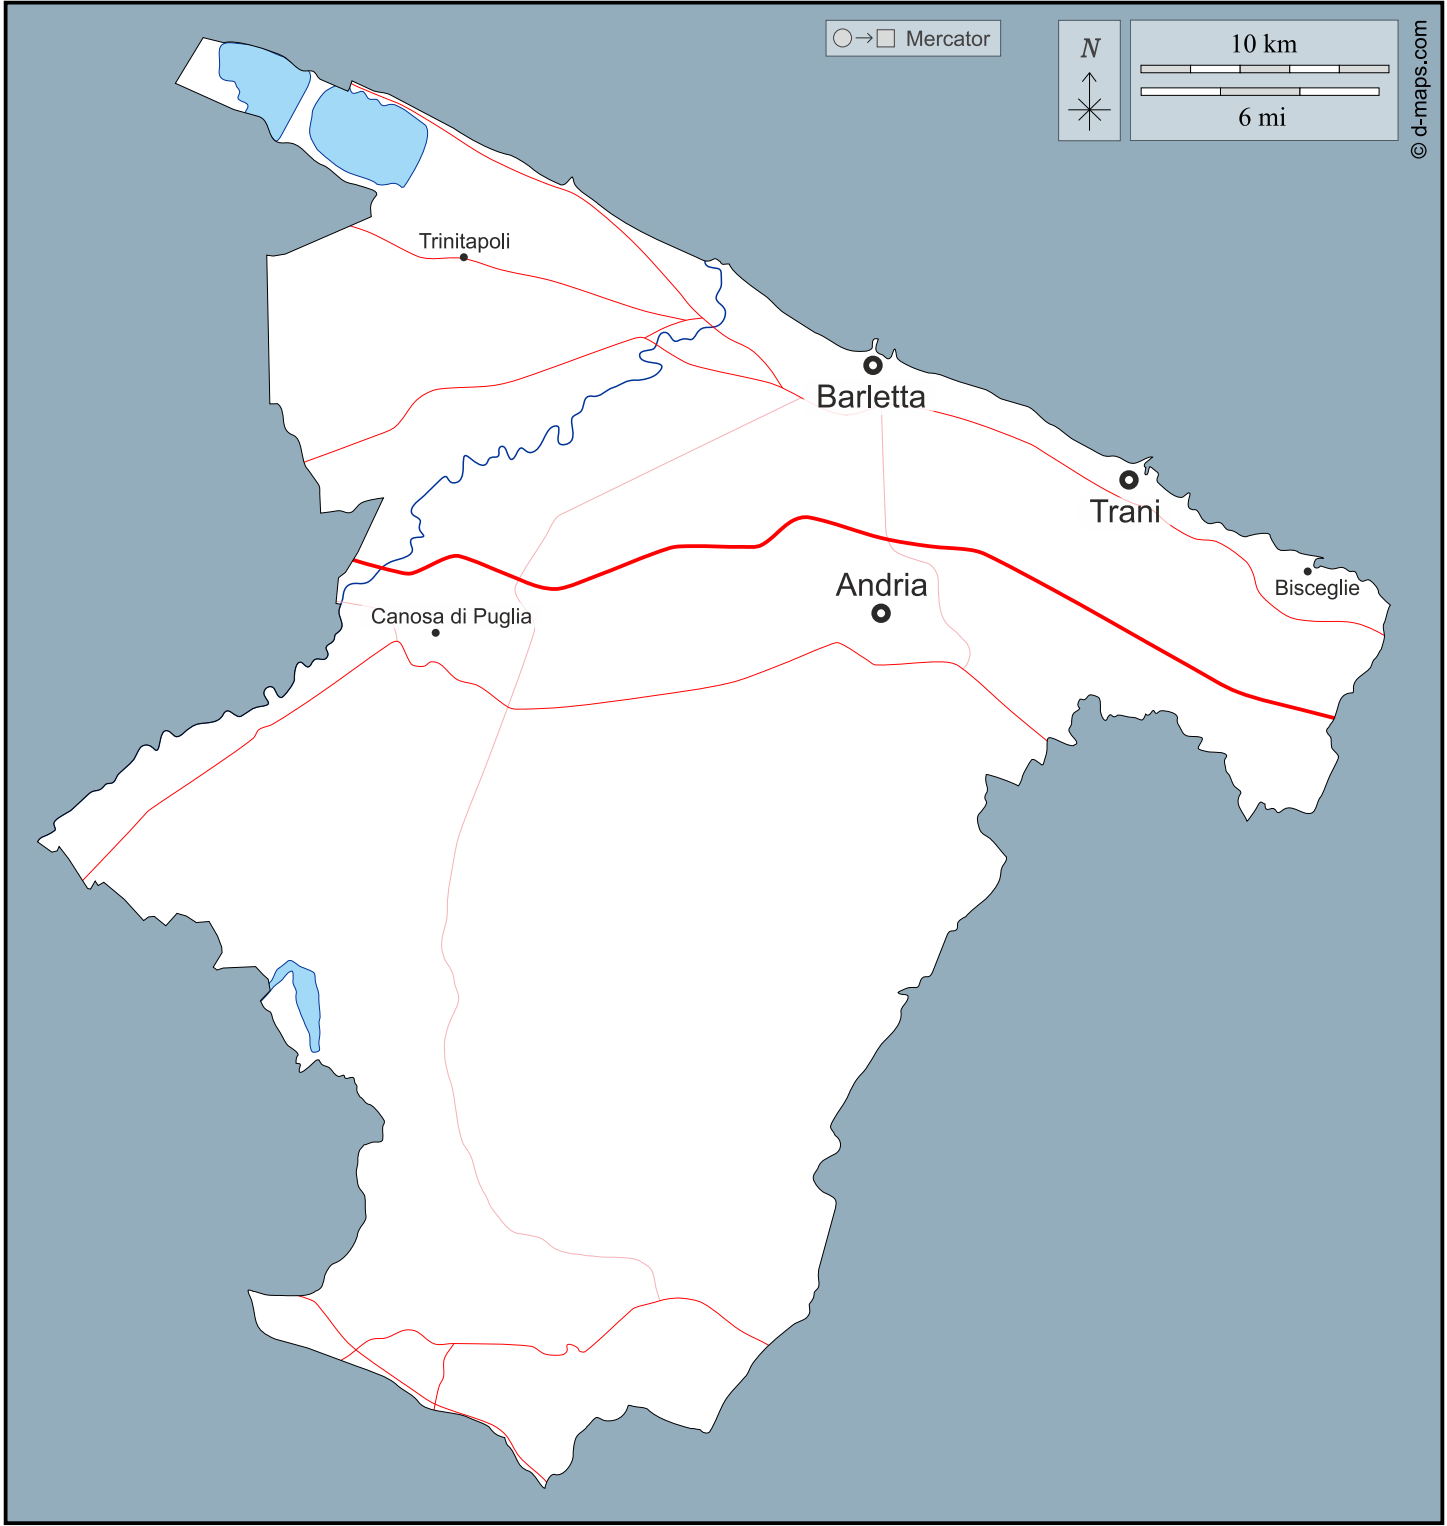 Mercator
N
10 km
6 mi
© d-maps.com
Trinitapoli
Barletta
Trani
Bisceglie
Andria
Canosa di Puglia